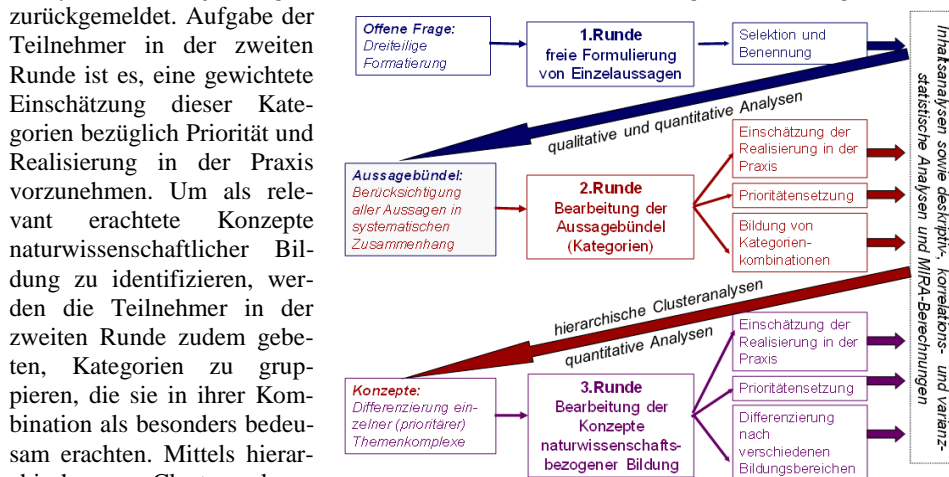 zurückgemeldet. Aufgabe der
Teilnehmer in der zweiten
Runde ist es, eine gewichtete
Einschätzung dieser Kate-
gorien bezüglich Priorität und
Realisierung in der Praxis
vorzunehmen. Um als rele-
vant erachtete Konzepte
naturwissenschaftlicher Bil-
dung zu identifizieren, wer-
den die Teilnehmer in der
zweiten Runde zudem gebe-
ten, Kategorien zu grup-
pieren, die sie in ihrer Kom-
bination als besonders bedeu-
sam erachten. Mittels hierar-
Offene Frage:
Dreiteilige
Formatierung
1.Runde
freie Formulierung
von Einzelaussagen
Selektion und
Benennung
qualitative und quantitative Analysen
Aussagebündel:
Berücksichtigung
aller Aussagen in
systematischen
Zusammenhang
2.Runde
Bearbeitung der
Aussagebündel
(Kategorien)
Einschätzung der
Realisierung in der
Praxis
Prioritätensetzung
Bildung von
Kategorien-
kombinationen
hierarchische Clusteranalysen
quantitative Analysen
Konzepte:
Differenzierung ein-
zelner (prioritärer)
Themenkomplexe
3.Runde
Bearbeitung der
Konzepte
naturwissenschafts-
bezogener Bildung
Einschätzung der
Realisierung in der
Praxis
Prioritätensetzung
Differenzierung
nach
verschiedenen
Bildungsbereichen
Inhaltsanalysen sowie deskriptiv-, korrelations- und varianz-
statistische Analysen und MIRA-Berechnungen